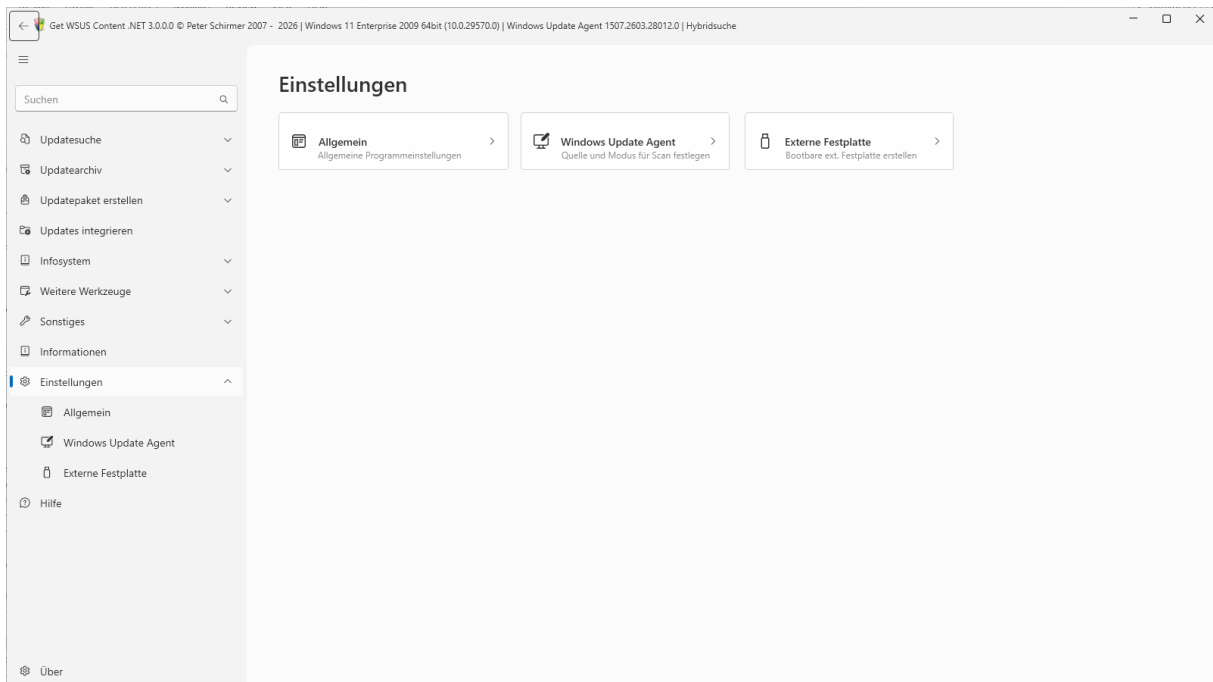 Get WSUS Content .NET 3.0.0.0 © Peter Schirmer 2007 - 2026 | Windows 11 Enterprise 2009 64bit (10.0.29570.0) | Windows Update Agent 1507.2603.28012.0 | Hybridsuche
Suchen
Updatesuche
Updatearchiv
Updatepaket erstellen
Updates integrieren
Infosystem
Weitere Werkzeuge
Sonstiges
Informationen
Einstellungen
Allgemein
Windows Update Agent
Externe Festplatte
Hilfe
Über
Einstellungen
Allgemein
Allgemeine Programmeinstellungen
Windows Update Agent
Quelle und Modus für Scan festlegen
Externe Festplatte
Bootbare ext. Festplatte erstellen